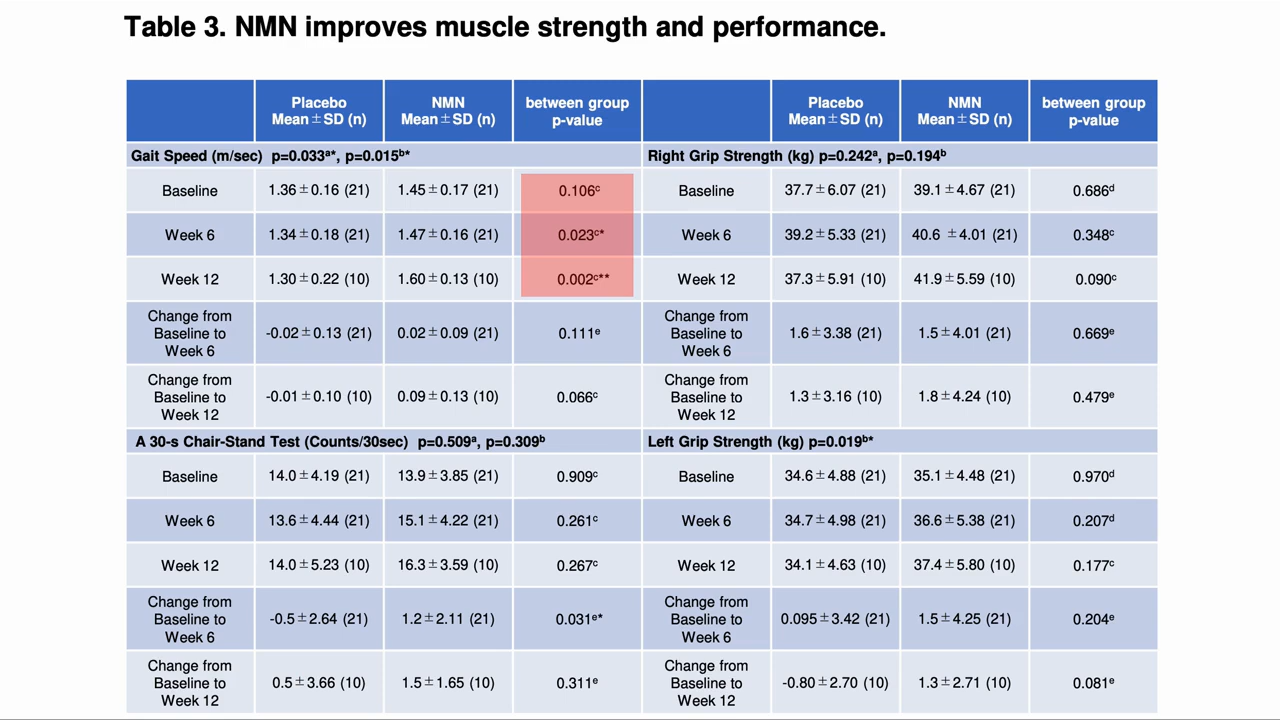 Table 3. NMN improves muscle strength and performance.
Placebo
Mean±SD (n)
NMN
Mean±SD (n)
between group
p-value
Placebo
Mean±SD (n)
NMN
Mean±SD (n)
between group
p-value
Gait Speed (m/sec) p=0.033ᵃ*, p=0.015ᵇ*
Right Grip Strength (kg) p=0.242ᵃ, p=0.194ᵇ
Baseline 1.36±0.16 (21) 1.45±0.17 (21) 0.106ᶜ Baseline 37.7±6.07 (21) 39.1±4.67 (21) 0.686ᵈ
Week 6 1.34±0.18 (21) 1.47±0.16 (21) 0.023ᶜ* Week 6 39.2±5.33 (21) 40.6 ±4.01 (21) 0.348ᶜ
Week 12 1.30±0.22 (10) 1.60±0.13 (10) 0.002ᶜ** Week 12 37.3±5.91 (10) 41.9±5.59 (10) 0.090ᶜ
Change from
Baseline to
Week 6
-0.02±0.13 (21) 0.02±0.09 (21) 0.111ᵉ
Change from
Baseline to
Week 6
1.6±3.38 (21) 1.5±4.01 (21) 0.669ᵉ
Change from
Baseline to
Week 12
-0.01±0.10 (10) 0.09±0.13 (10) 0.066ᶜ
Change from
Baseline to
Week 12
1.3±3.16 (10) 1.8±4.24 (10) 0.479ᵉ
A 30-s Chair-Stand Test (Counts/30sec) p=0.509ᵃ, p=0.309ᵇ
Left Grip Strength (kg) p=0.019ᵇ*
Baseline 14.0±4.19 (21) 13.9±3.85 (21) 0.909ᶜ Baseline 34.6±4.88 (21) 35.1±4.48 (21) 0.970ᵈ
Week 6 13.6±4.44 (21) 15.1±4.22 (21) 0.261ᶜ Week 6 34.7±4.98 (21) 36.6±5.38 (21) 0.207ᵈ
Week 12 14.0±5.23 (10) 16.3±3.59 (10) 0.267ᶜ Week 12 34.1±4.63 (10) 37.4±5.80 (10) 0.177ᶜ
Change from
Baseline to
Week 6
-0.5±2.64 (21) 1.2±2.11 (21) 0.031ᵉ*
Change from
Baseline to
Week 6
0.095±3.42 (21) 1.5±4.25 (21) 0.204ᵉ
Change from
Baseline to
Week 12
0.5±3.66 (10) 1.5±1.65 (10) 0.311ᵉ
Change from
Baseline to
Week 12
-0.80±2.70 (10) 1.3±2.71 (10) 0.081ᵉ